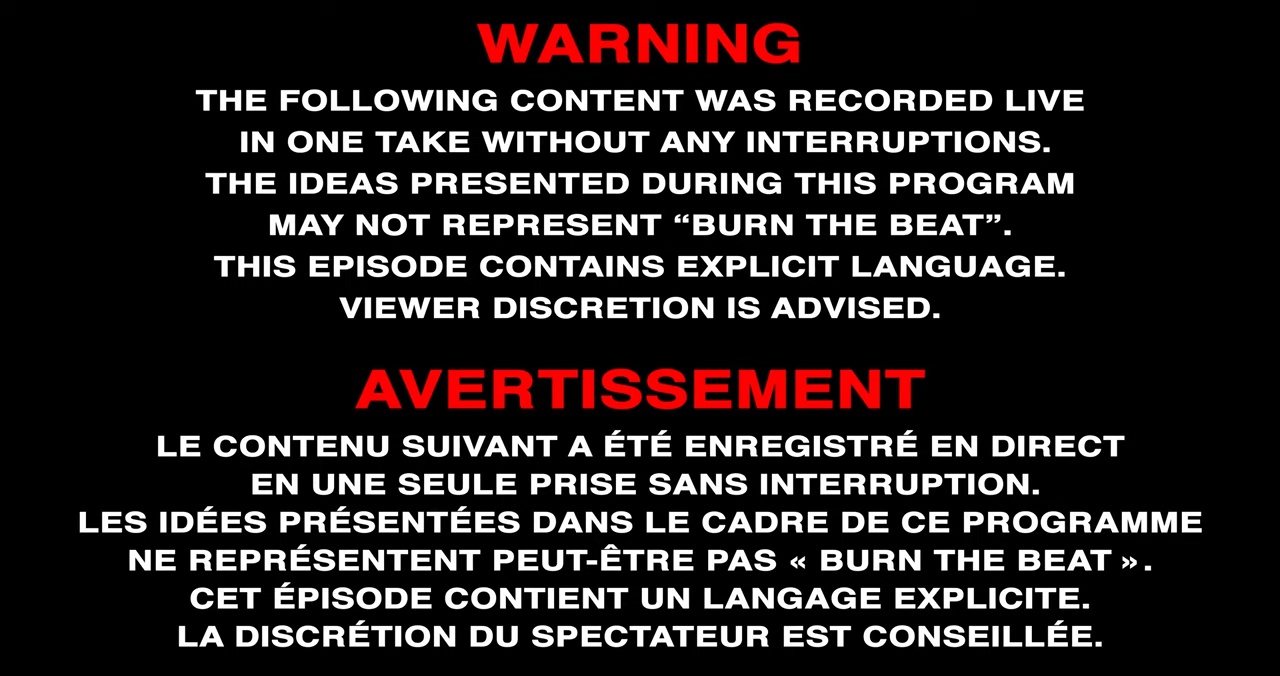 WARNING
THE FOLLOWING CONTENT WAS RECORDED LIVE
IN ONE TAKE WITHOUT ANY INTERRUPTIONS.
THE IDEAS PRESENTED DURING THIS PROGRAM
MAY NOT REPRESENT “BURN THE BEAT”.
THIS EPISODE CONTAINS EXPLICIT LANGUAGE.
VIEWER DISCRETION IS ADVISED.
AVERTISSEMENT
LE CONTENU SUIVANT A ÉTÉ ENREGISTRÉ EN DIRECT
EN UNE SEULE PRISE SANS INTERRUPTION.
LES IDÉES PRÉSENTÉES DANS LE CADRE DE CE PROGRAMME
NE REPRÉSENTENT PEUT-ÊTRE PAS « BURN THE BEAT ».
CET ÉPISODE CONTIENT UN LANGAGE EXPLICITE.
LA DISCRÉTION DU SPECTATEUR EST CONSEILLÉE.